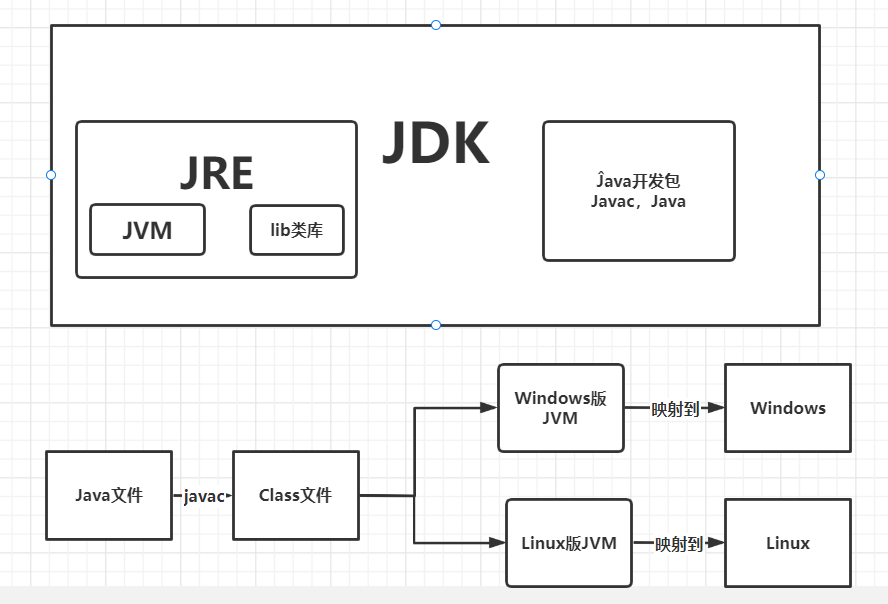 JDK
JRE
JVM
lib类库
Java开发包
Javac，Java
Windows版
JVM
映射到
Windows
Java文件
javac
Class文件
Linux版JVM
映射到
Linux